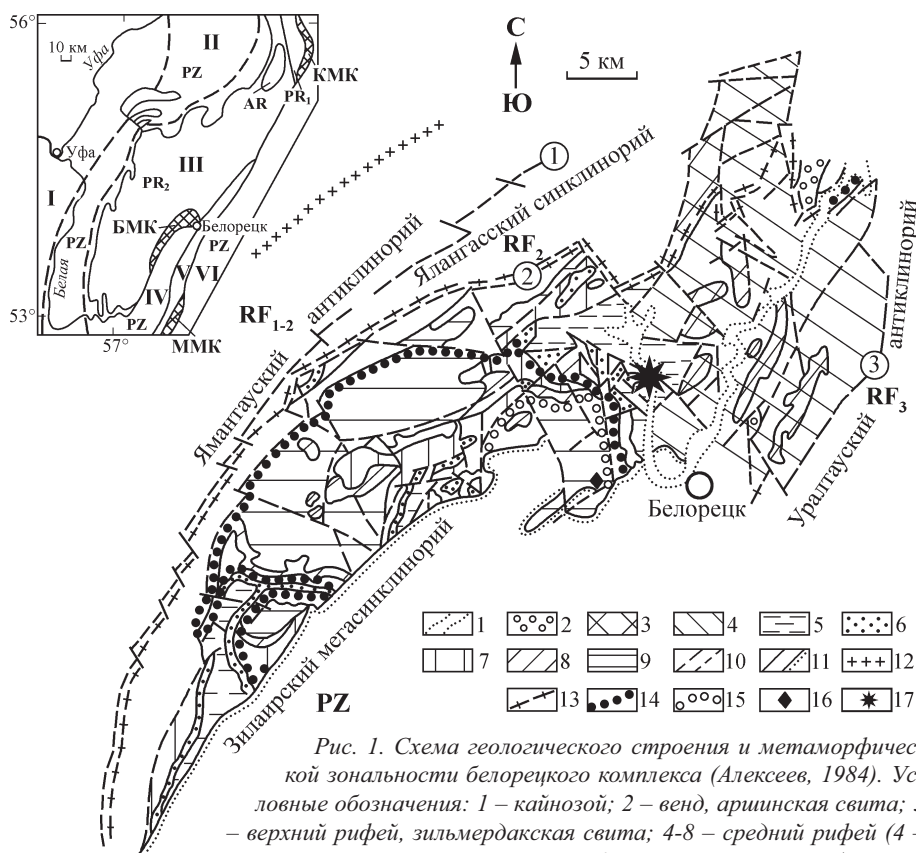 56°
10 км
Уфа
II
PZ
КМК
AR
PR₁
Уфа
III
PR₂
I
БМК
Белорецк
PZ
PZ
V
VI
IV
Белая
53°
PZ
57°
ММК
С
Ю
5 км
1
Ялангасский синклинорий
RF₂
2
антиклинорий
RF₁₋₂
Ямантауский
антиклинорий
3
RF₃
Уралтауский
Белорецк
Зилаирский мегасинклинорий
PZ
1 2 3 4 5 6
7 8 9 10 11 12
13 14 15 16 17
Рис. 1. Схема геологического строения и метаморфичес-
кой зональности белорецкого комплекса (Алексеев, 1984). Ус-
ловные обозначения: 1 – кайнозой; 2 – венд, аршинская свита;
– верхний рифей, зильмердакская свита; 4-8 – средний рифей (4 –